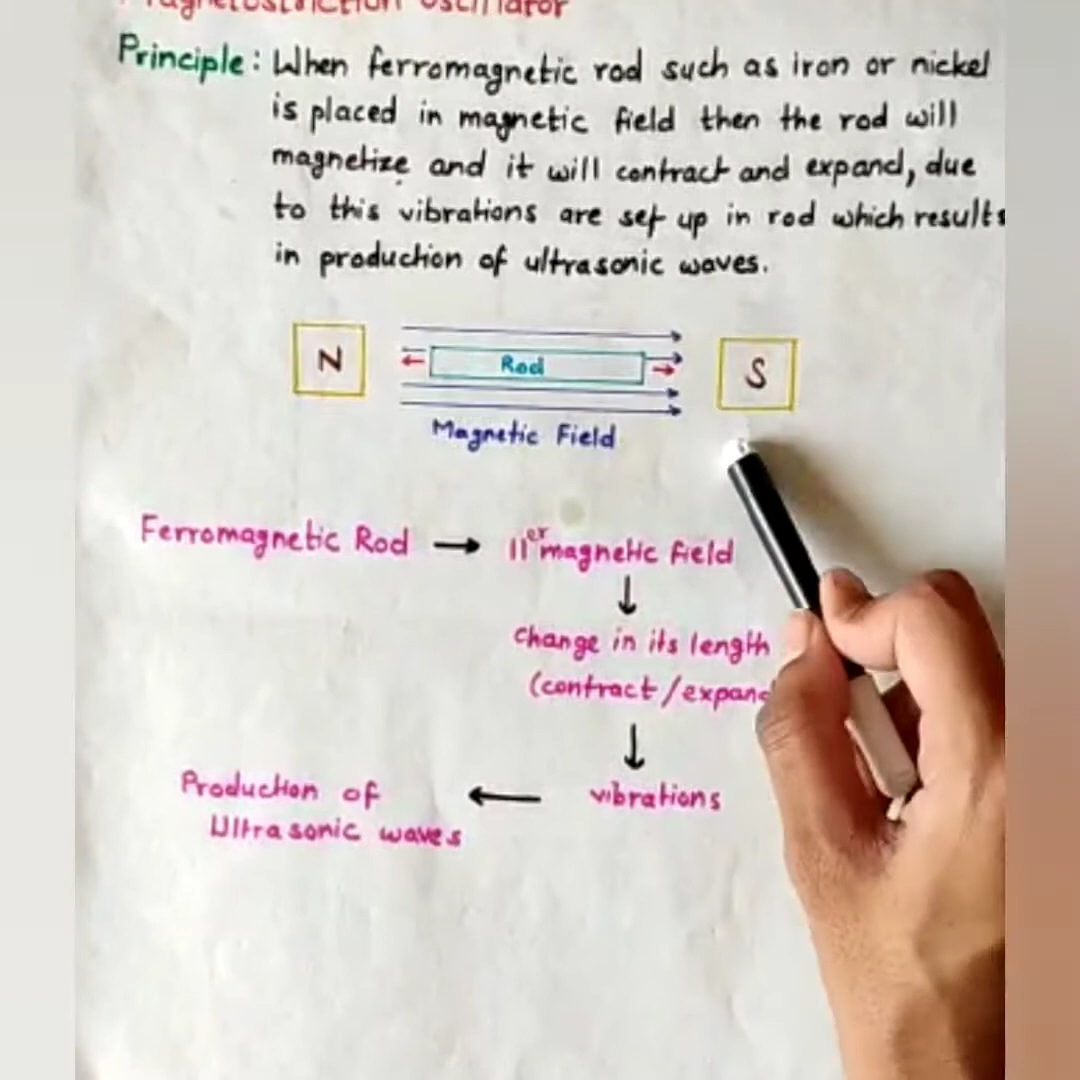 Magnetostriction Oscillator
Principle: When ferromagnetic rod such as iron or nickel
is placed in magnetic field then the rod will
magnetize and it will contract and expand, due
to this vibrations are set up in rod which results
in production of ultrasonic waves.
N
Rod
S
Magnetic Field
Ferromagnetic Rod → ||er magnetic field
↓
Change in its length
(contract/expand
↓
Production of ← vibrations
Ultrasonic waves